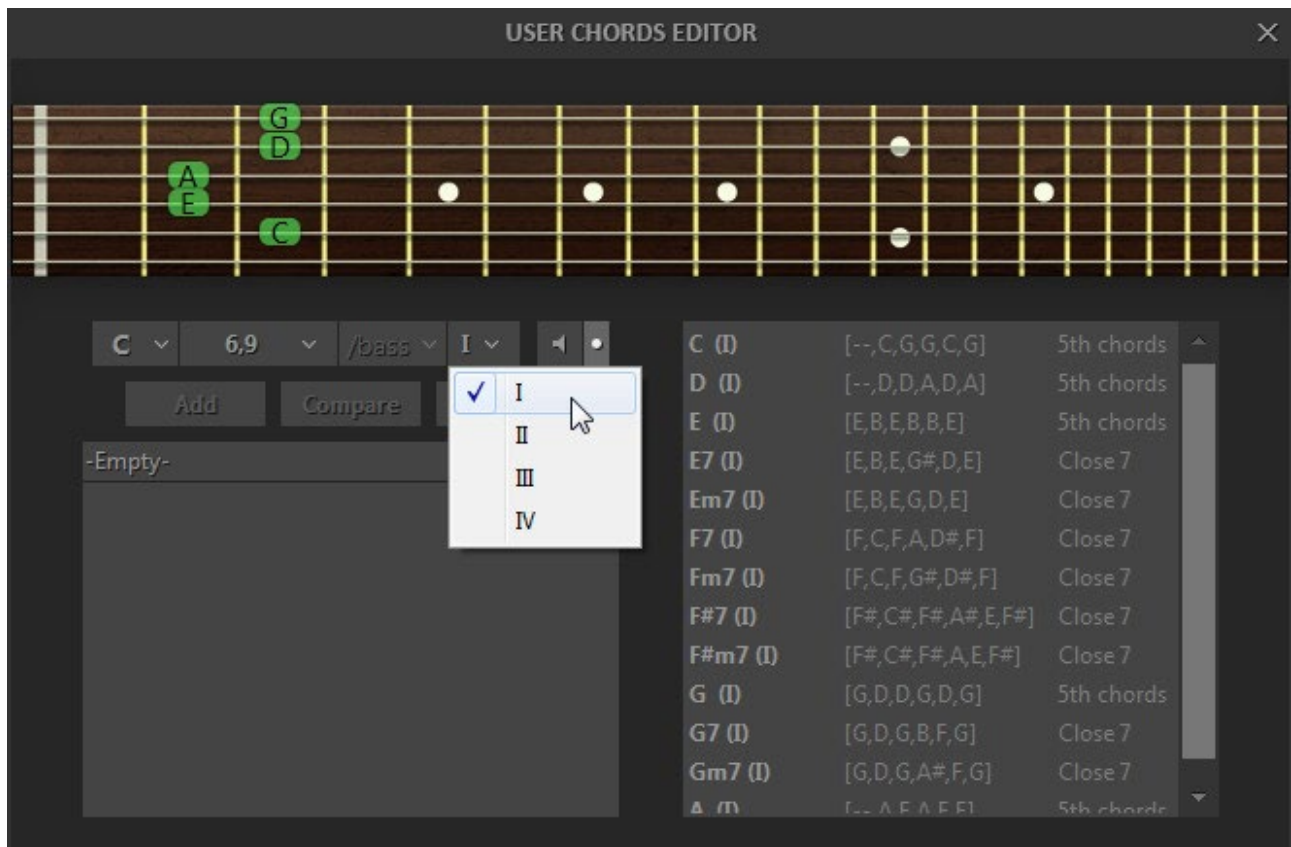 USER CHORDS EDITOR
G
D
A
E
C
C 6,9 /bass I
Add Compare
I
II
III
IV
-Empty-
C (I) [--,C,G,G,C,G] 5th chords
D (I) [--,D,D,A,D,A] 5th chords
E (I) [E,B,E,B,B,E] 5th chords
E7 (I) [E,B,E,G#,D,E] Close 7
Em7 (I) [E,B,E,G,D,E] Close 7
F7 (I) [F,C,F,A,D#,F] Close 7
Fm7 (I) [F,C,F,G#,D#,F] Close 7
F#7 (I) [F#,C#,F#,A#,E,F#] Close 7
F#m7 (I) [F#,C#,F#,A,E,F#] Close 7
G (I) [G,D,D,G,D,G] 5th chords
G7 (I) [G,D,G,B,F,G] Close 7
Gm7 (I) [G,D,G,A#,F,G] Close 7
A (I) 5th chords